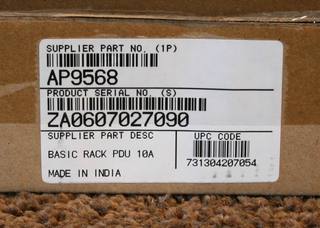 SUPPLIER PART NO. (1P)
AP9568
PRODUCT SERIAL NO. (S)
ZA0607027090
SUPPLIER PART DESC
UPC CODE
BASIC RACK PDU 10A
731304207054
MADE IN INDIA